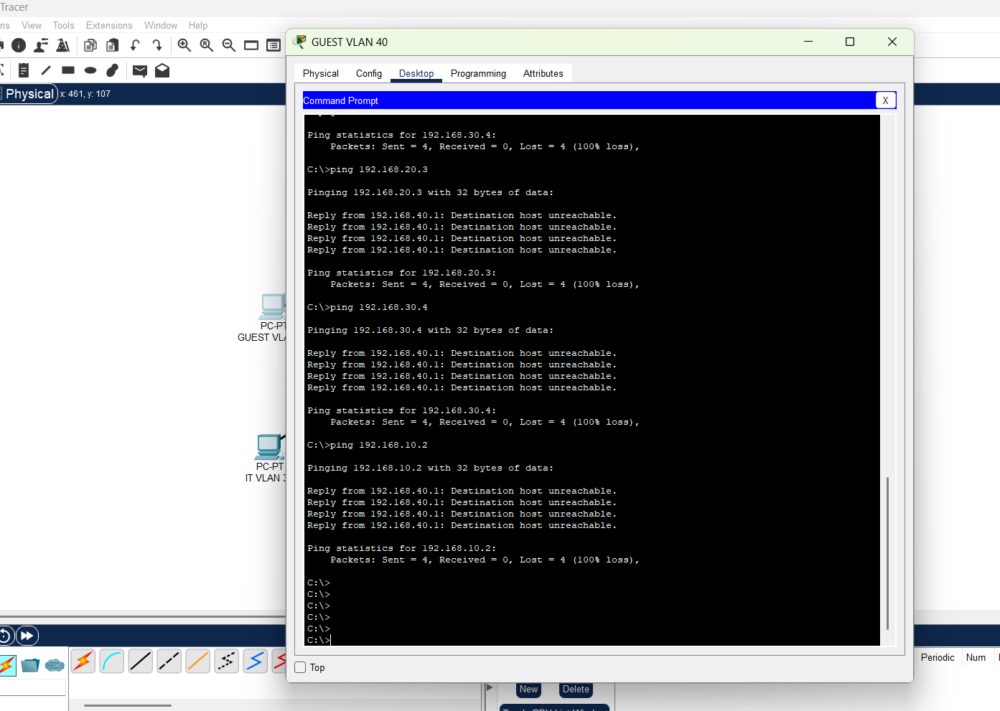 Tracer
ns View Tools Extensions Window Help
Physical x: 461, y: 107
GUEST VLAN 40
Physical Config Desktop Programming Attributes
Command Prompt
X
Ping statistics for 192.168.30.4:
Packets: Sent = 4, Received = 0, Lost = 4 (100% loss),
C:\>ping 192.168.20.3
Pinging 192.168.20.3 with 32 bytes of data:
Reply from 192.168.40.1: Destination host unreachable.
Reply from 192.168.40.1: Destination host unreachable.
Reply from 192.168.40.1: Destination host unreachable.
Reply from 192.168.40.1: Destination host unreachable.
Ping statistics for 192.168.20.3:
Packets: Sent = 4, Received = 0, Lost = 4 (100% loss),
C:\>ping 192.168.30.4
Pinging 192.168.30.4 with 32 bytes of data:
Reply from 192.168.40.1: Destination host unreachable.
Reply from 192.168.40.1: Destination host unreachable.
Reply from 192.168.40.1: Destination host unreachable.
Reply from 192.168.40.1: Destination host unreachable.
Ping statistics for 192.168.30.4:
Packets: Sent = 4, Received = 0, Lost = 4 (100% loss),
C:\>ping 192.168.10.2
Pinging 192.168.10.2 with 32 bytes of data:
Reply from 192.168.40.1: Destination host unreachable.
Reply from 192.168.40.1: Destination host unreachable.
Reply from 192.168.40.1: Destination host unreachable.
Reply from 192.168.40.1: Destination host unreachable.
Ping statistics for 192.168.10.2:
Packets: Sent = 4, Received = 0, Lost = 4 (100% loss),
C:\>
C:\>
C:\>
C:\>
C:\>
C:\>
Top
PC-PT
GUEST VLA
PC-PT
IT VLAN 3
Periodic Num
New Delete